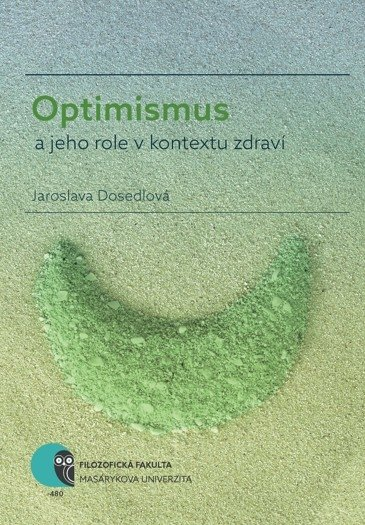 Optimismus
a jeho role v kontextu zdraví
Jaroslava Dosedlová
FILOZOFICKÁ FAKULTA
MASARYKOVA UNIVERZITA
480